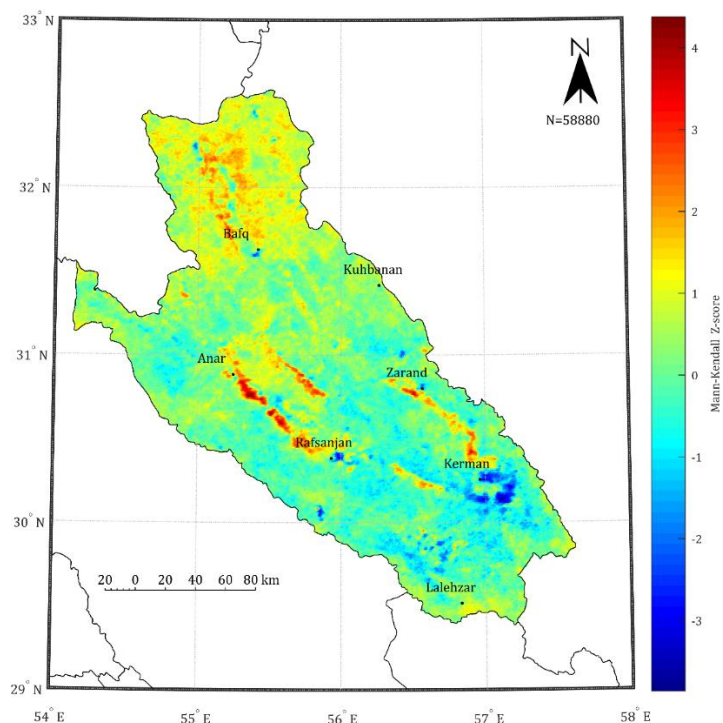 33° N
N
N=58880
32° N
Bafq
Kuhbanan
31° N
Anar
Zarand
Rafsanjan
Kerman
30° N
20 0 20 40 60 80 km
Lalehzar
29° N
54° E 55° E 56° E 57° E 58° E
4
3
2
1
0
-1
-2
-3
Mann-Kendall Z-score